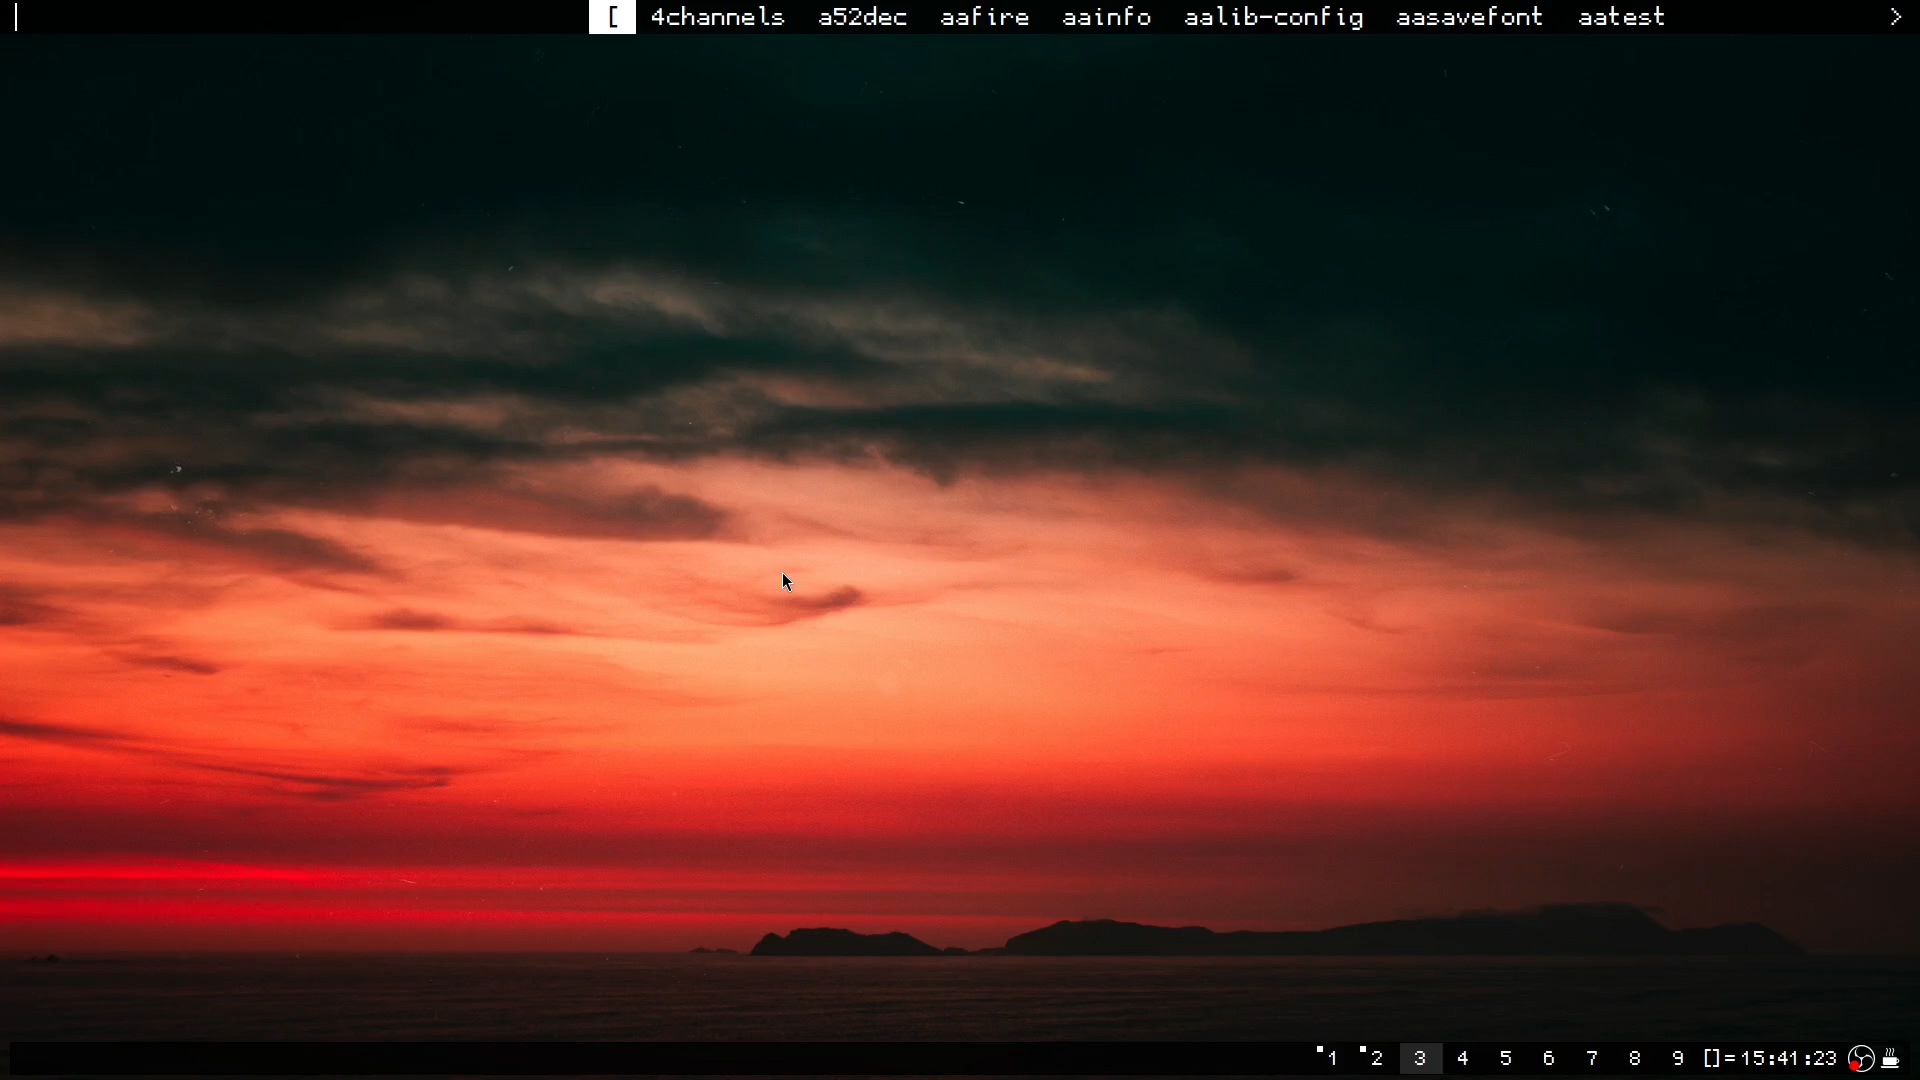 [ 4channels a52dec aafire aainfo aalib-config aasavefont aatest >
1 2 3 4 5 6 7 8 9 []= 15:41:23